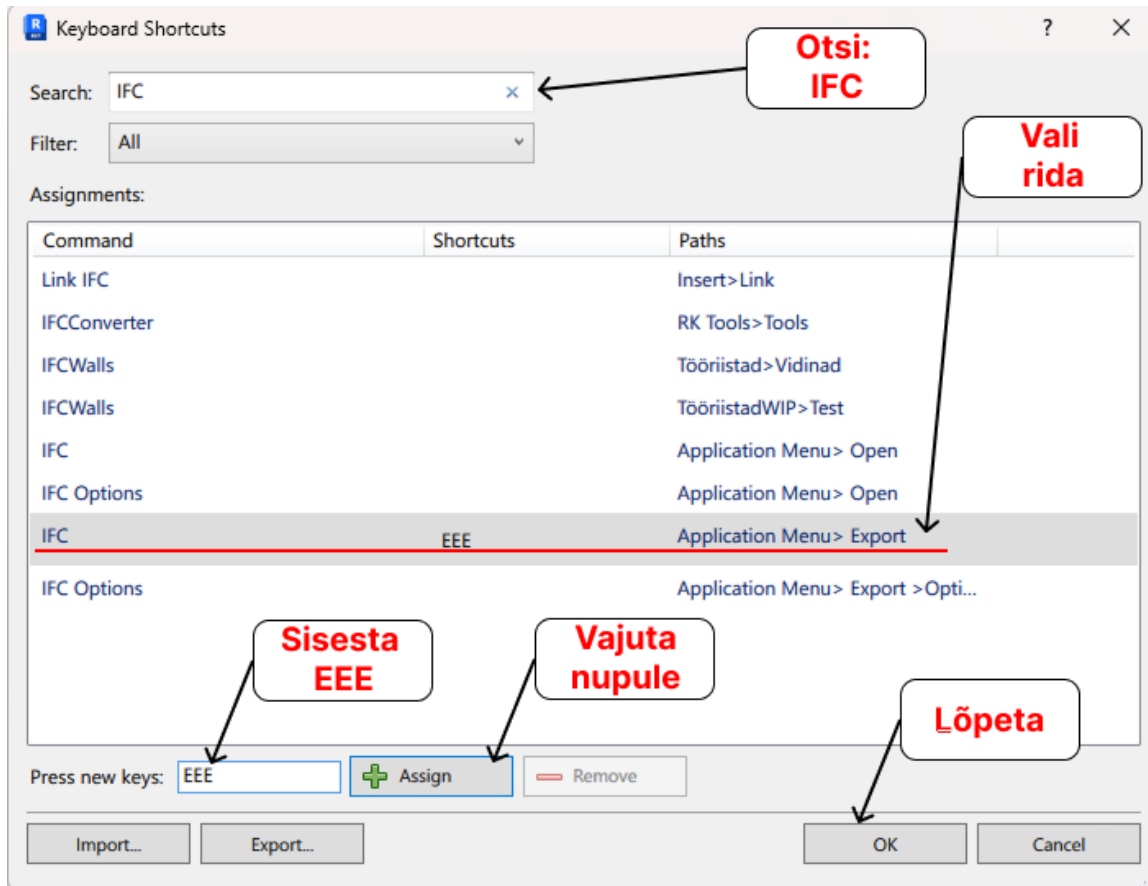 R
RVT
Keyboard Shortcuts
?
Otsi:
IFC
Search: IFC
Filter: All
Vali
rida
Assignments:
Command Shortcuts Paths
Link IFC Insert>Link
IFCConverter RK Tools>Tools
IFCWalls Tööriistad>Vidinad
IFCWalls TööriistadWIP>Test
IFC Application Menu> Open
IFC Options Application Menu> Open
IFC EEE Application Menu> Export
IFC Options Application Menu> Export >Opti...
Sisesta
EEE
Vajuta
nupule
Lõpeta
Press new keys: EEE Assign Remove
Import... Export... OK Cancel